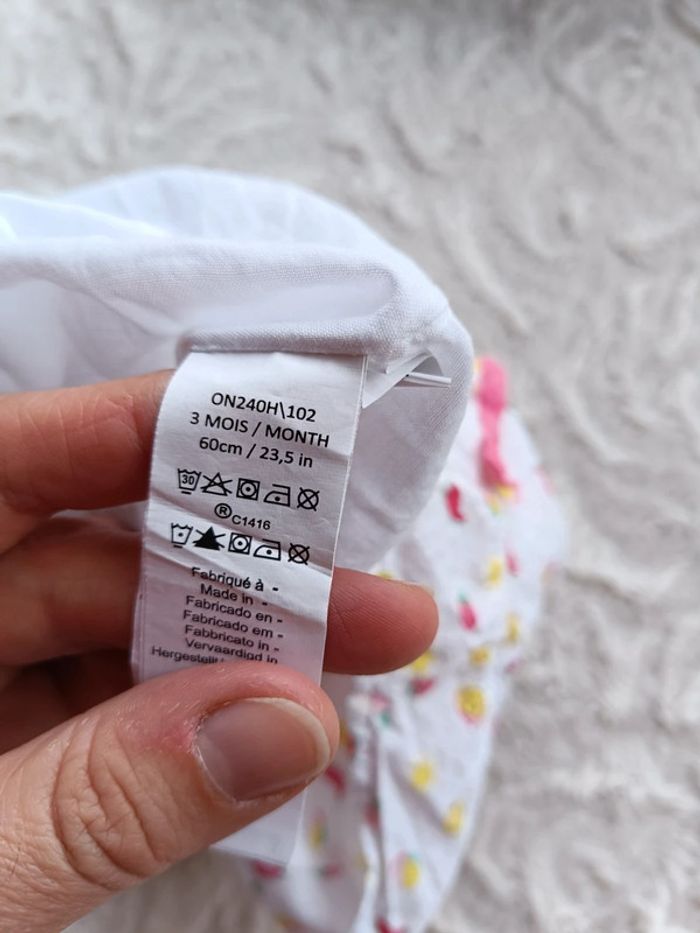 ON240H\102
3 MOIS / MONTH
60cm / 23,5 in
30
®C1416
Fabriqué à -
Made in -
Fabricado en -
Fabricado em -
Fabbricato in -
Vervaardigd in